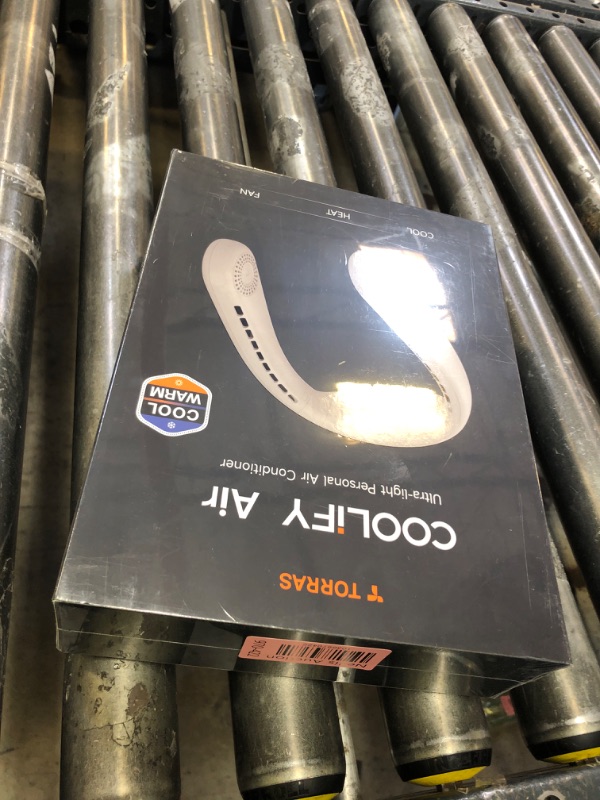 TORRAS
COOLiFY Air
Ultra-light Personal Air Conditioner
COOL
WARM
COOL
HEAT
FAN